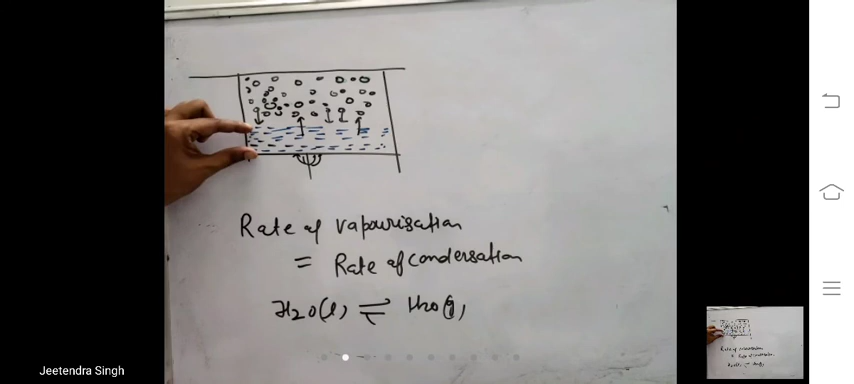 Rate of vapourisation
= Rate of condensation
H2O(l) ⇌ H2O(g)
Jeetendra Singh